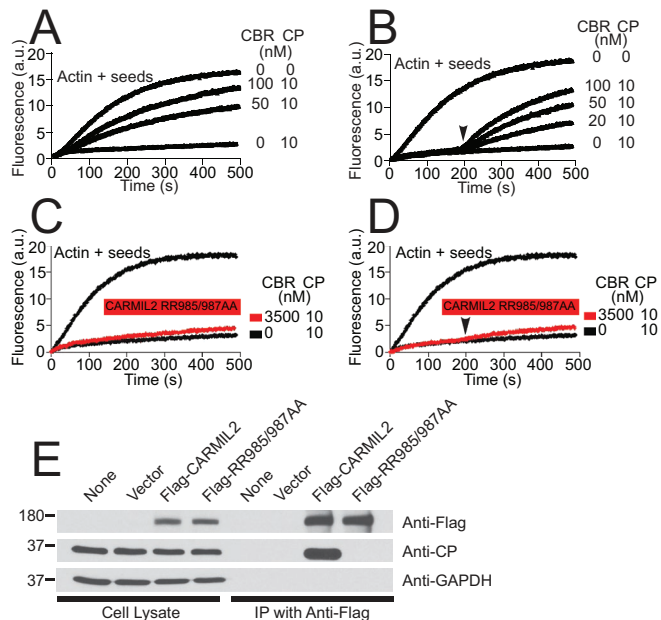 A
CBR CP
(nM)
Fluorescence (a.u.)
20
15
10
5
0
Actin + seeds
0 0
100 10
50 10
0 10
0 100 200 300 400 500
Time (s)
B
CBR CP
(nM)
Fluorescence (a.u.)
20
15
10
5
0
Actin + seeds
0 0
100 10
50 10
20 10
0 10
0 100 200 300 400 500
Time (s)
C
Fluorescence (a.u.)
20
15
10
5
0
Actin + seeds
CARMIL2 RR985/987AA
CBR CP
(nM)
3500 10
0 10
0 100 200 300 400 500
Time (s)
D
Fluorescence (a.u.)
20
15
10
5
0
Actin + seeds
CARMIL2 RR985/987AA
CBR CP
(nM)
3500 10
0 10
0 100 200 300 400 500
Time (s)
E
None
Vector
Flag-CARMIL2
Flag-RR985/987AA
None
Vector
Flag-CARMIL2
Flag-RR985/987AA
180
Anti-Flag
37
Anti-CP
37
Anti-GAPDH
Cell Lysate
IP with Anti-Flag